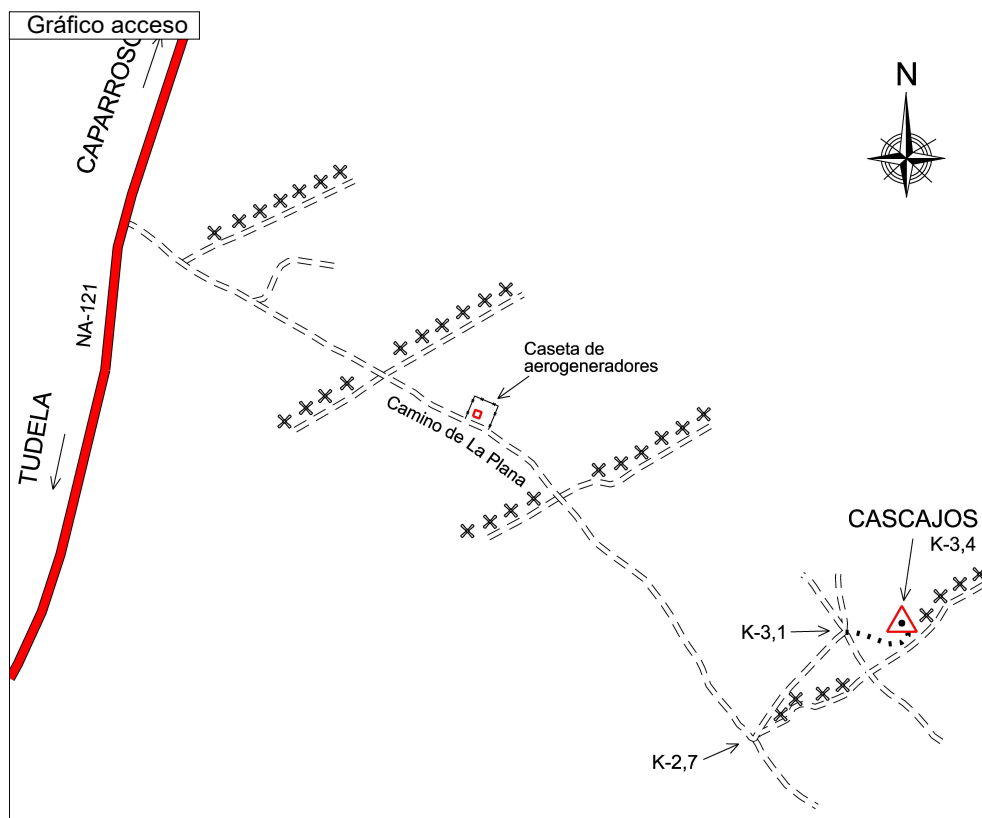 Gráfico acceso
CAPARROSO
N
NA-121
Caseta de
aerogeneradores
Camino de La Plana
TUDELA
CASCAJOS
K-3,4
K-3,1
K-2,7